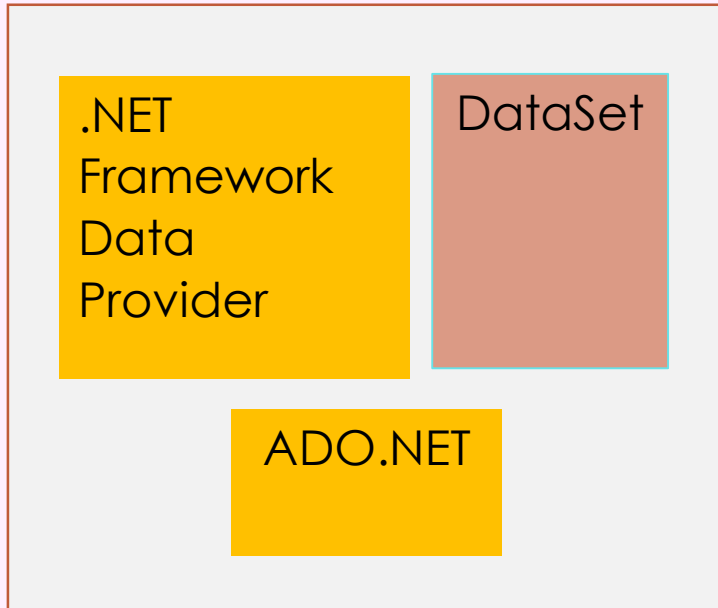 .NET
Framework
Data
Provider
DataSet
ADO.NET